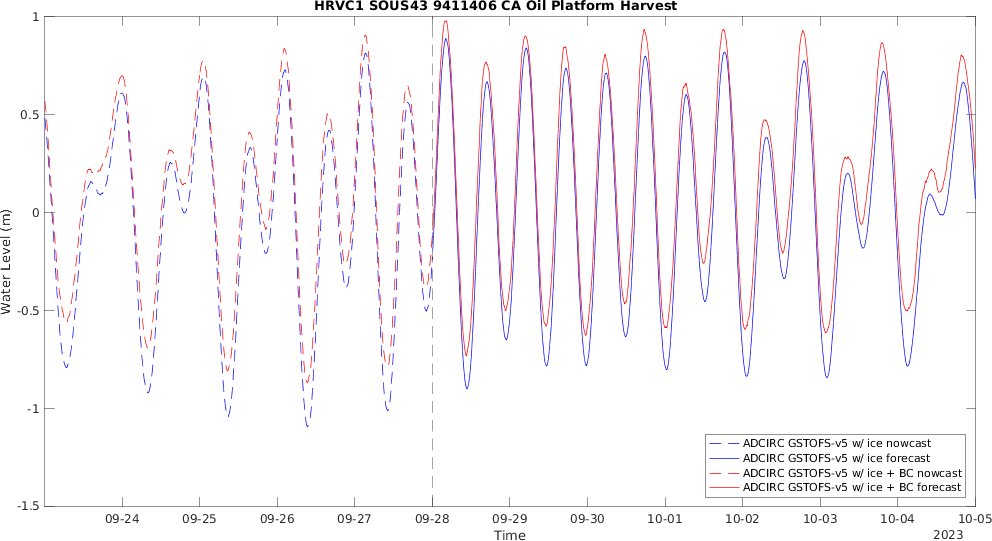 HRVC1 SOUS43 9411406 CA Oil Platform Harvest
1
0.5
0
-0.5
-1
-1.5
Water Level (m)
09-24
09-25
09-26
09-27
09-28
09-29
09-30
10-01
10-02
10-03
10-04
10-05
Time
2023
ADCIRC GSTOFS-v5 w/ ice nowcast
ADCIRC GSTOFS-v5 w/ ice forecast
ADCIRC GSTOFS-v5 w/ ice + BC nowcast
ADCIRC GSTOFS-v5 w/ ice + BC forecast